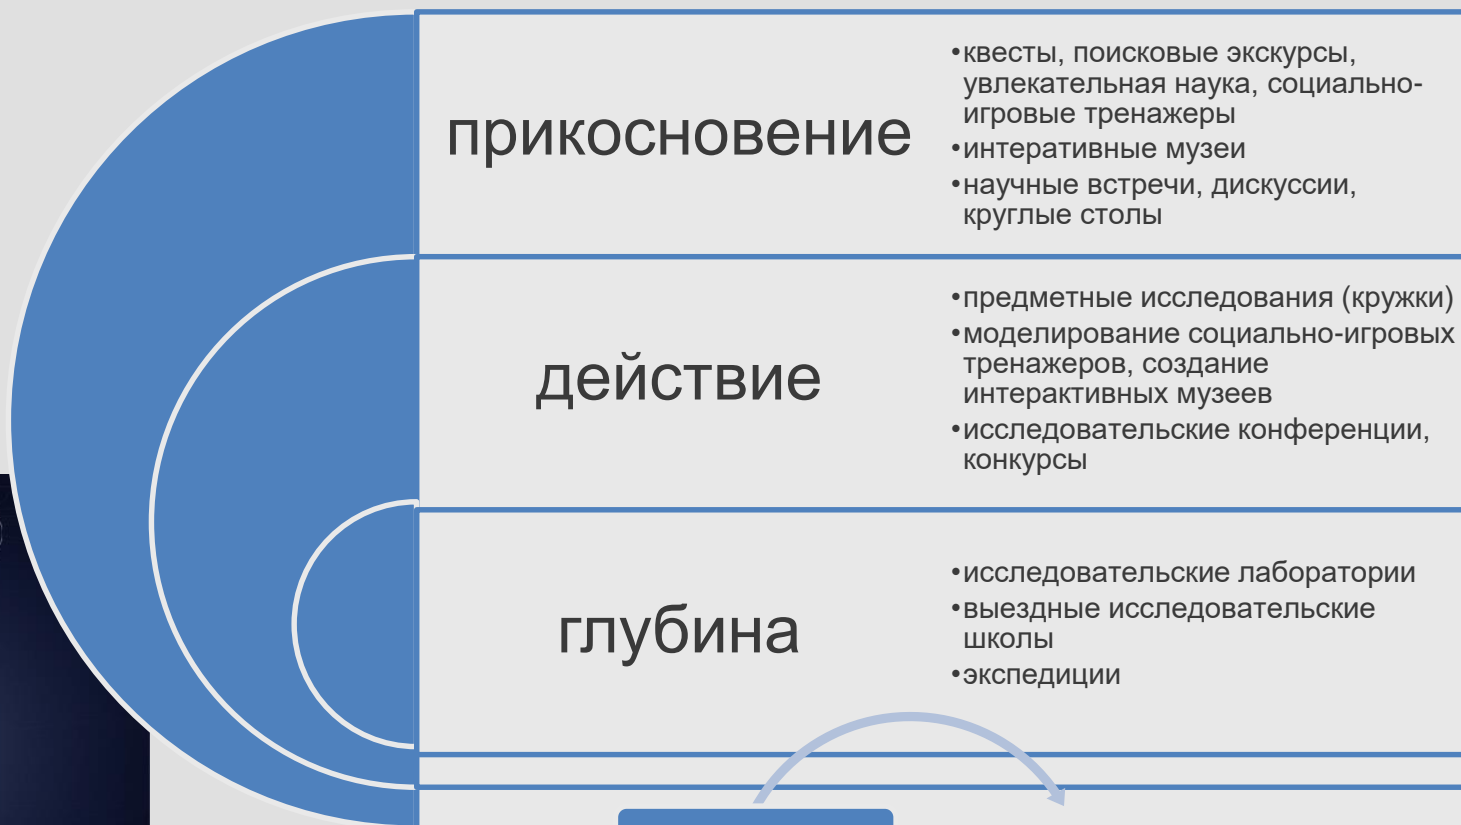 прикосновение
•квесты, поисковые экскурсы,
увлекательная наука, социально-
игровые тренажеры
•интеративные музеи
•научные встречи, дискуссии,
круглые столы
действие
•предметные исследования (кружки)
•моделирование социально-игровых
тренажеров, создание
интерактивных музеев
•исследовательские конференции,
конкурсы
глубина
•исследовательские лаборатории
•выездные исследовательские
школы
•экспедиции